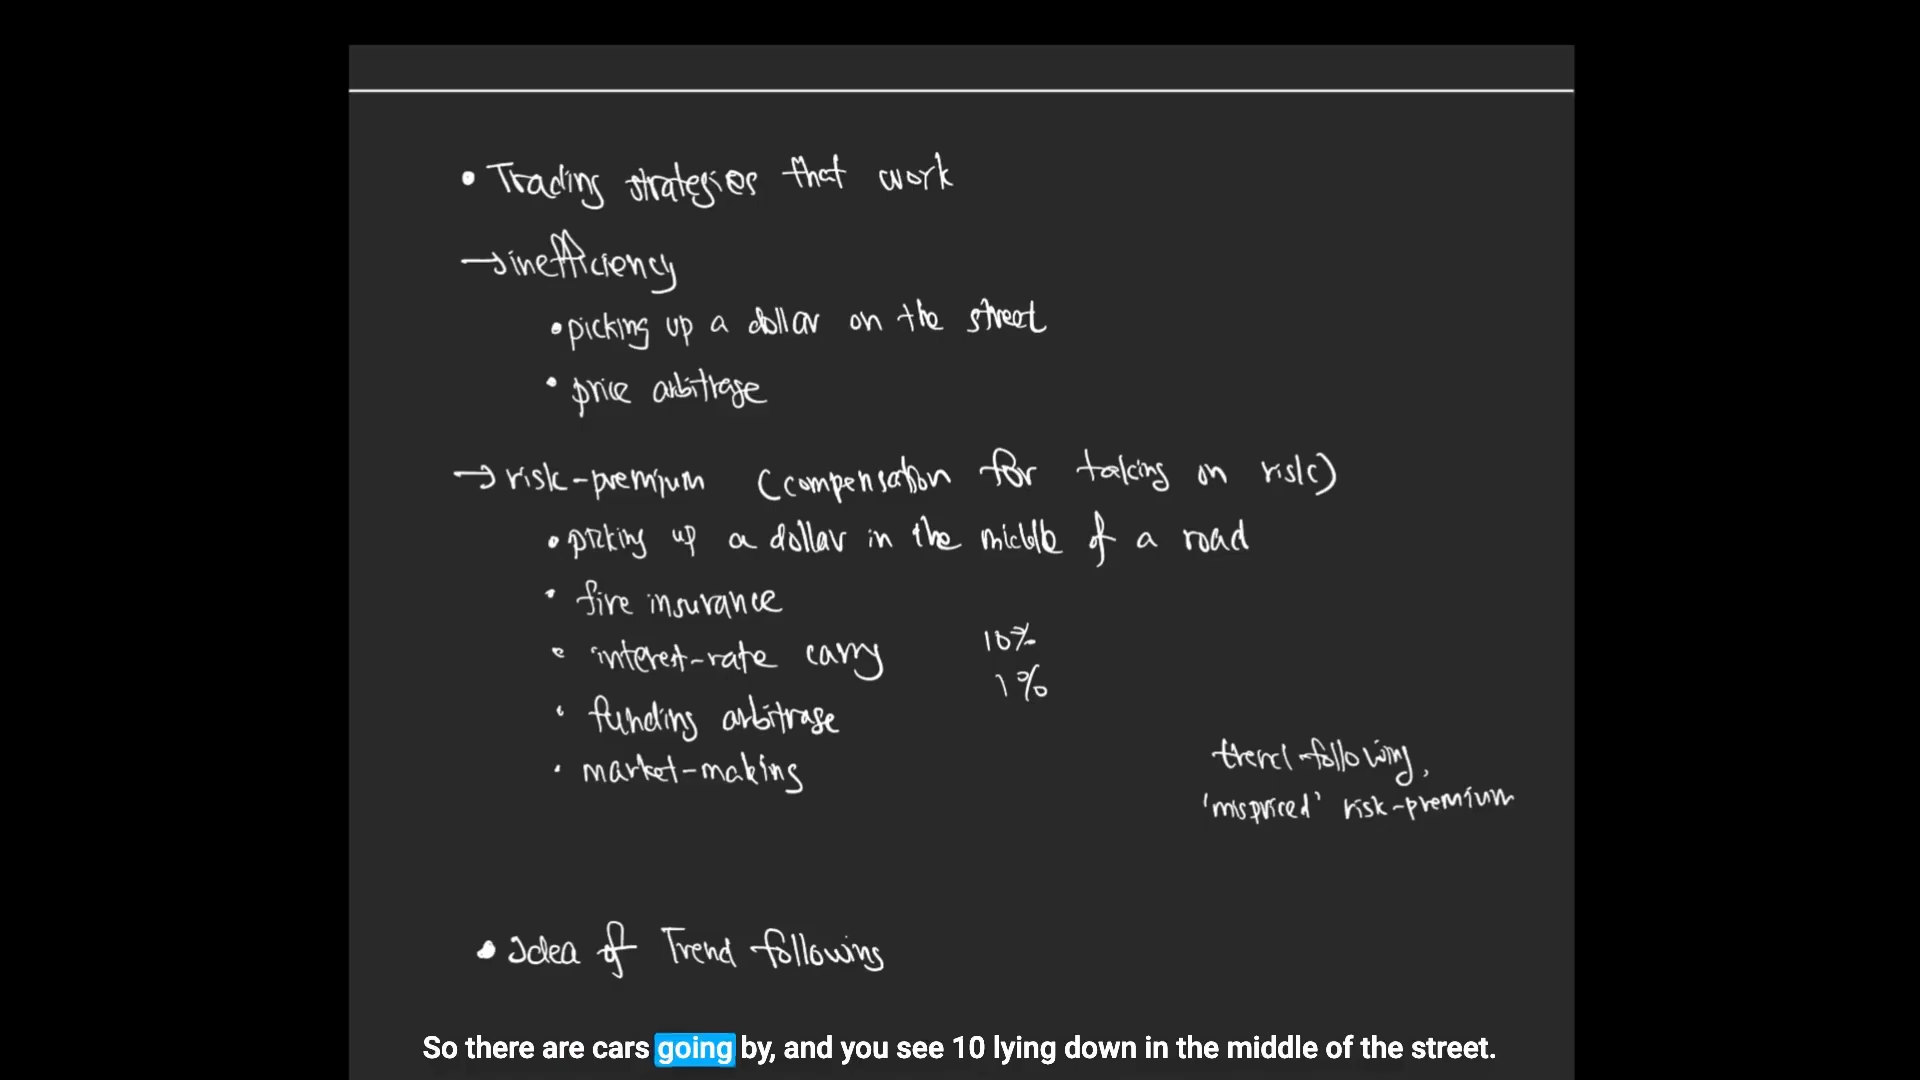 • Trading strategies that work
→ inefficiency
• picking up a dollar on the street
• price arbitrage
→ risk-premium (compensation for taking on risk)
• picking up a dollar in the middle of a road
• fire insurance
• interest-rate carry
10%
1%
• funding arbitrage
• market-making
trend-following,
'mispriced' risk-premium
• Idea of Trend following
So there are cars going by, and you see 10 lying down in the middle of the street.